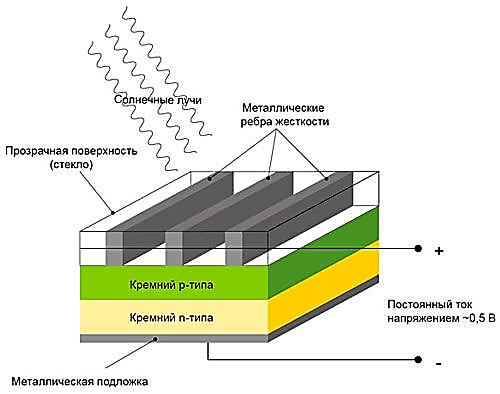 Солнечные лучи
Металлические
ребра жесткости
Прозрачная поверхность
(стекло)
+
Кремний р-типа
Кремний n-типа
Постоянный ток
напряжением ~0,5 В
-
Металлическая подложка